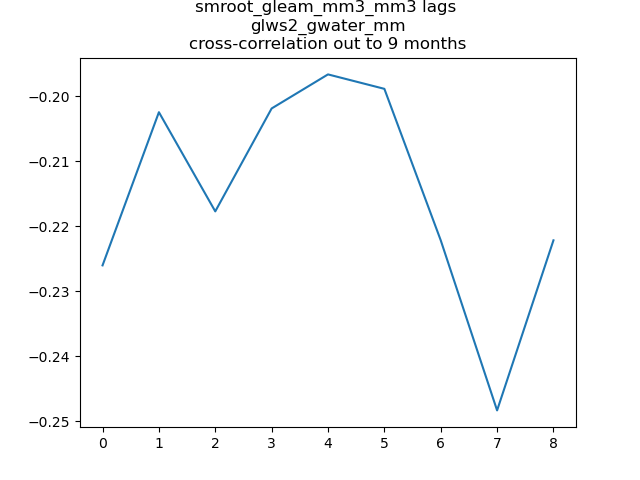 smroot_gleam_mm3_mm3 lags
glws2_gwater_mm
cross-correlation out to 9 months
−0.20
−0.21
−0.22
−0.23
−0.24
−0.25
0 1 2 3 4 5 6 7 8